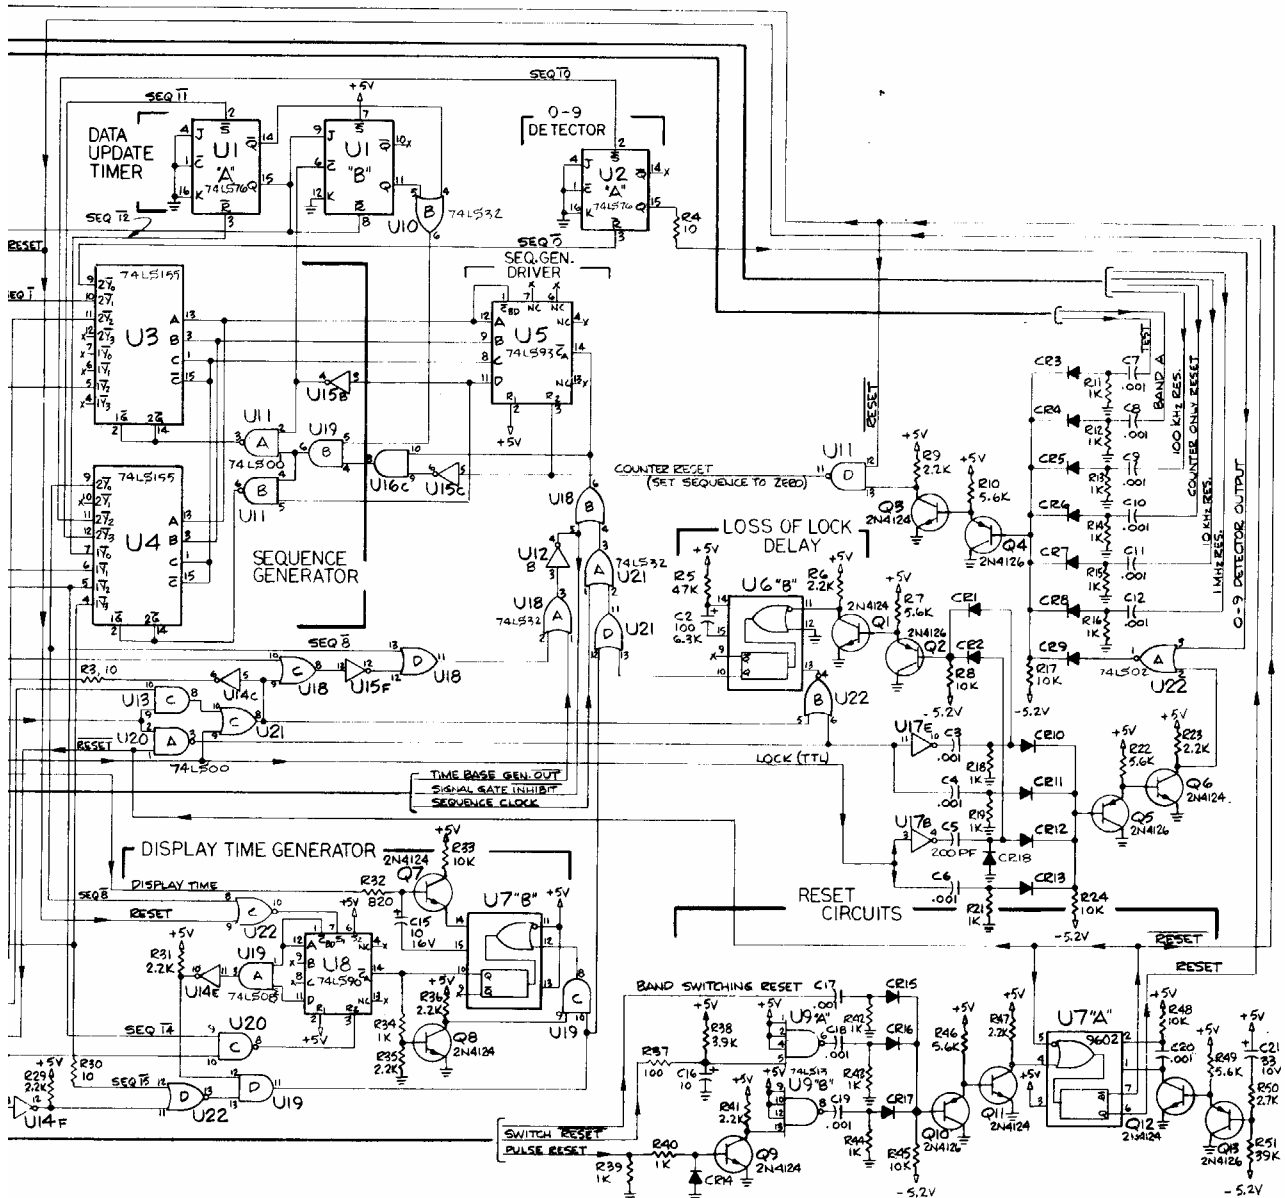 SEQ 10
SEQ 11
+5V
0-9
DETECTOR
DATA
UPDATE
TIMER
U1
"A"
74LS76
U1
"B"
U2
"A"
74LS76
U10
74LS32
R4
10
SEQ 12
RESET
SEQ 0
SEQ. GEN.
DRIVER
SEQ 1
74LS155
U3
U5
74LS93
+5V
U15B
U11
74LS00
U19
U16C
U15C
U11
74LS155
U4
SEQUENCE
GENERATOR
COUNTER RESET
(SET SEQUENCE TO ZERO)
RESET
U11
R9
2.2K
R10
5.6K
Q3
2N4124
Q4
2N4126
TEST
BAND A
100 KHz RES.
COUNTER ONLY RESET
10 KHz RES.
1 MHz RES.
0-9 DETECTOR OUTPUT
CR3
C7
.001
R11
1K
CR4
C8
.001
R12
1K
CR5
C9
.001
R13
1K
CR6
C10
.001
R14
1K
CR7
C11
.001
R15
1K
CR8
C12
.001
R16
1K
CR9
R17
10K
-5.2V
74LS02
U22
LOSS OF LOCK
DELAY
+5V
R5
47K
C2
100
6.3K
U6 "B"
R6
2.2K
2N4124
Q1
R7
5.6K
2N4126
Q2
CR1
CR2
R8
10K
-5.2V
U18
U12
B
74LS32
U21
U18
74LS32
U21
SEQ 8
R3 10
U14C
U18
U15F
U18
U13
U21
U20
RESET
74LS00
U22
LOCK (TTL)
TIME BASE GEN. OUT
SIGNAL GATE INHIBIT
SEQUENCE CLOCK
U17E
C3
.001
R18
1K
CR10
C4
.001
R19
1K
CR11
U17B
C5
200 PF
CR18
CR12
C6
.001
R21
1K
CR13
R24
10K
-5.2V
+5V
R22
5.6K
R23
2.2K
Q5
2N4126
Q6
2N4124
DISPLAY TIME GENERATOR
DISPLAY TIME
R32
820
+5V
R33
10K
2N4124
Q7
C15
10
16V
U7 "B"
+5V
SEQ 8
RESET
U22
+5V
R31
2.2K
U14E
U19
74LS08
U18
74LS90
+5V
R34
1K
R35
2.2K
+5V
R36
2.2K
Q8
2N4124
U19
SEQ 14
U20
R30
10
+5V
R29
2.2K
SEQ 15
U14F
U22
U19
RESET
CIRCUITS
RESET
RESET
BAND SWITCHING RESET
C17
.001
CR15
R42
1K
+5V
R38
3.9K
R37
100
C16
10
+5V
U9"A"
C18
.001
CR16
R43
1K
74LS13
U9"B"
C19
.001
CR17
R44
1K
R45
10K
-5.2V
SWITCH RESET
PULSE RESET
R39
1K
R40
1K
CR14
+5V
R41
2.2K
Q9
2N4124
+5V
R46
5.6K
Q10
2N4126
+5V
R47
2.2K
Q11
2N4124
U7 "A"
9602
+5V
+5V
R48
10K
C20
.001
Q12
2N4124
+5V
R49
5.6K
Q13
2N4126
+5V
C21
33
10V
R50
2.7K
R51
39K
-5.2V